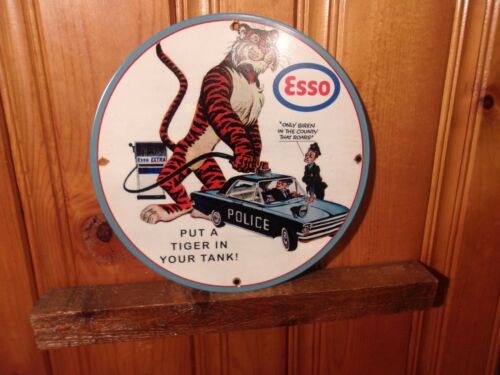 Esso
"ONLY SIREN
IN THE COUNTY
THAT ROARS!"
Esso EXTRA
POLICE
PUT A
TIGER IN
YOUR TANK!